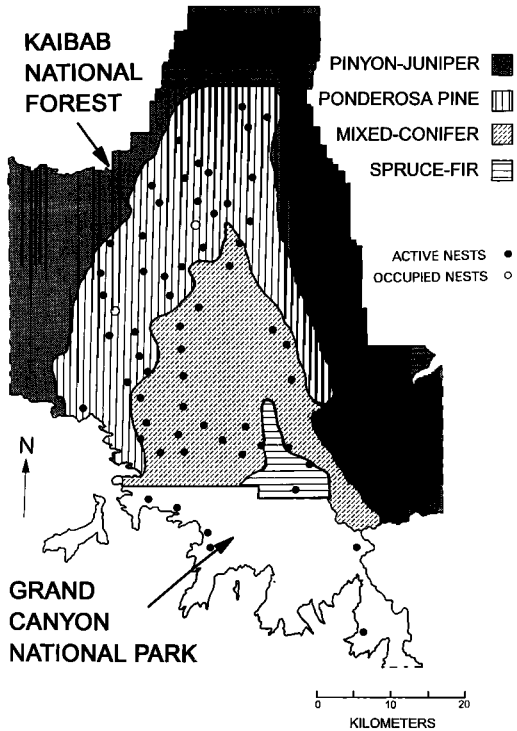 KAIBAB
NATIONAL
FOREST
PINYON-JUNIPER
PONDEROSA PINE
MIXED-CONIFER
SPRUCE-FIR
ACTIVE NESTS
OCCUPIED NESTS
N
GRAND
CANYON
NATIONAL PARK
0 10 20
KILOMETERS